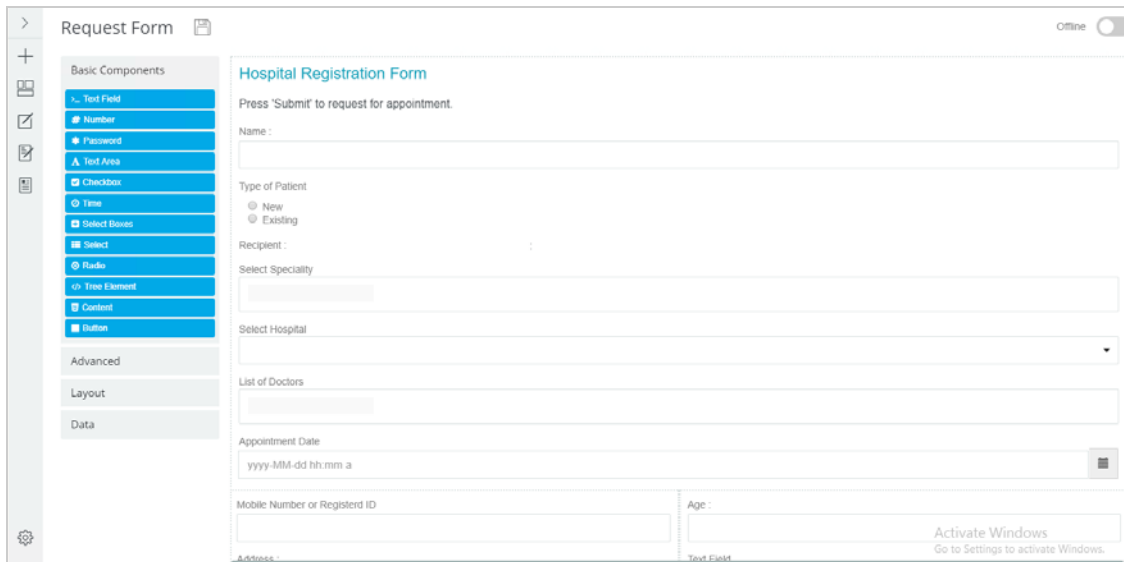 Request Form
Offline
Basic Components
Text Field
Number
Password
Text Area
Checkbox
Time
Select Boxes
Select
Radio
Tree Element
Content
Button
Advanced
Layout
Data
Hospital Registration Form
Press 'Submit' to request for appointment.
Name :
Type of Patient
New
Existing
Recipient : :
Select Speciality
Select Hospital
List of Doctors
Appointment Date
yyyy-MM-dd hh:mm a
Mobile Number or Registerd ID
Age :
Address :
Text Field
Activate Windows
Go to Settings to activate Windows.